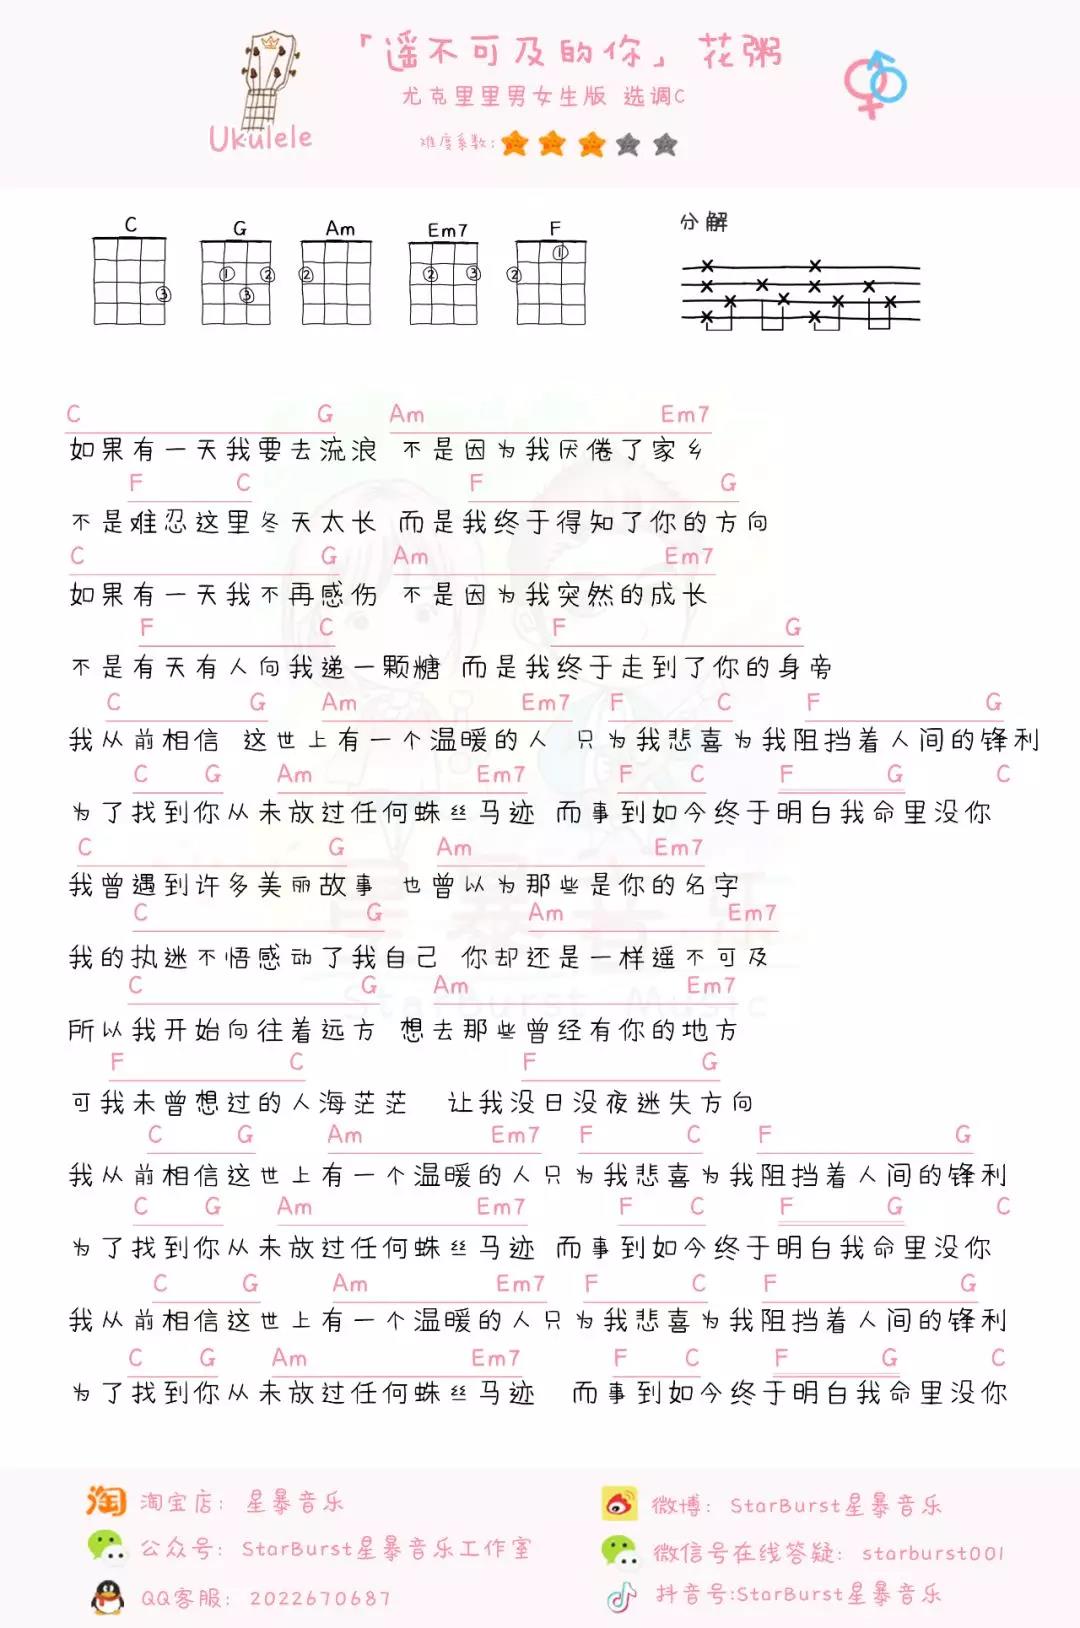 「遥不可及的你」 花粥
尤克里里男女生版 选调C
Ukulele
难度系数:
C G Am Em7 F
分解
① ② ③ ② ② ③ ① ②
③
C G Am Em7
如果有一天我要去流浪 不是因为我厌倦了家乡
F C F G
不是难忍这里冬天太长 而是我终于得知了你的方向
C G Am Em7
如果有一天我不再感伤 不是因为我突然的成长
F C F G
不是有天有人向我递一颗糖 而是我终于走到了你的身旁
C G Am Em7 F C F G
我从前相信 这世上有一个温暖的人 只为我悲喜为我阻挡着人间的锋利
C G Am Em7 F C F G C
为了找到你从未放过任何蛛丝马迹 而事到如今终于明白我命里没你
C G Am Em7
我曾遇到许多美丽故事 也曾以为那些是你的名字
C G Am Em7
我的执迷不悟感动了我自己 你却还是一样遥不可及
C G Am Em7
所以我开始向往着远方 想去那些曾经有你的地方
F C F G
可我未曾想过的人海茫茫 让我没日没夜迷失方向
C G Am Em7 F C F G
我从前相信这世上有一个温暖的人只为我悲喜为我阻挡着人间的锋利
C G Am Em7 F C F G C
为了找到你从未放过任何蛛丝马迹 而事到如今终于明白我命里没你
C G Am Em7 F C F G
我从前相信这世上有一个温暖的人只为我悲喜为我阻挡着人间的锋利
C G Am Em7 F C F G C
为了找到你从未放过任何蛛丝马迹 而事到如今终于明白我命里没你
星暴音乐
StarBurst Music
淘 淘宝店: 星暴音乐
微博: StarBurst星暴音乐
公众号: StarBurst星暴音乐工作室
微信号在线答疑: starburst001
QQ客服: 2022670687
抖音号:StarBurst星暴音乐